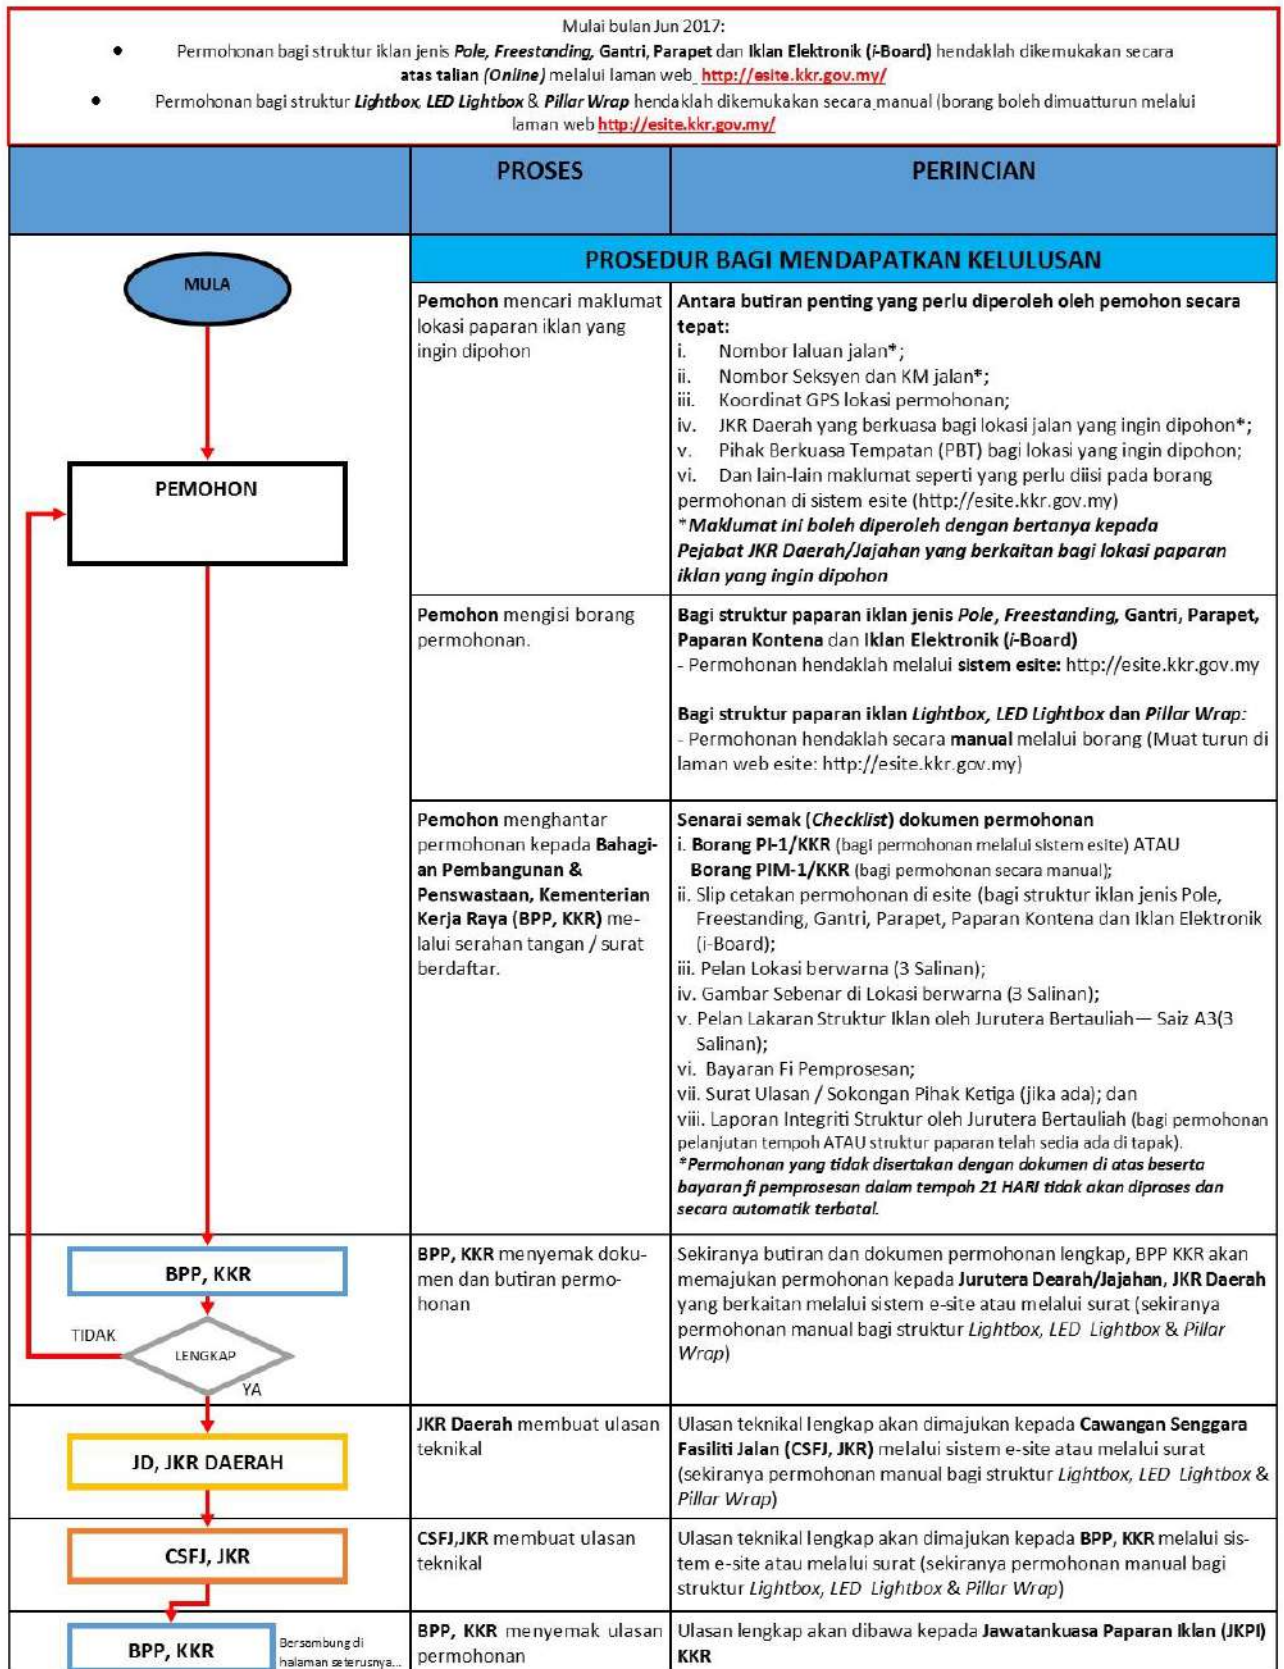 Mulai bulan Jun 2017:
● Permohonan bagi struktur iklan jenis Pole, Freestanding, Gantri, Parapet dan Iklan Elektronik (i-Board) hendaklah dikemukakan secara
atas talian (Online) melalui laman web http://esite.kkr.gov.my/
● Permohonan bagi struktur Lightbox, LED Lightbox & Pillar Wrap hendaklah dikemukakan secara manual (borang boleh dimuatturun melalui
laman web http://esite.kkr.gov.my/
PROSES
PERINCIAN
PROSEDUR BAGI MENDAPATKAN KELULUSAN
MULA
Pemohon mencari maklumat
lokasi paparan iklan yang
ingin dipohon
Antara butiran penting yang perlu diperoleh oleh pemohon secara
tepat:
i. Nombor laluan jalan*;
ii. Nombor Seksyen dan KM jalan*;
iii. Koordinat GPS lokasi permohonan;
iv. JKR Daerah yang berkuasa bagi lokasi jalan yang ingin dipohon*;
v. Pihak Berkuasa Tempatan (PBT) bagi lokasi yang ingin dipohon;
vi. Dan lain-lain maklumat seperti yang perlu diisi pada borang
permohonan di sistem esite (http://esite.kkr.gov.my)
*Maklumat ini boleh diperoleh dengan bertanya kepada
Pejabat JKR Daerah/Jajahan yang berkaitan bagi lokasi paparan
iklan yang ingin dipohon
PEMOHON
Pemohon mengisi borang
permohonan.
Bagi struktur paparan iklan jenis Pole, Freestanding, Gantri, Parapet,
Paparan Kontena dan Iklan Elektronik (i-Board)
- Permohonan hendaklah melalui sistem esite: http://esite.kkr.gov.my
Bagi struktur paparan iklan Lightbox, LED Lightbox dan Pillar Wrap:
- Permohonan hendaklah secara manual melalui borang (Muat turun di
laman web esite: http://esite.kkr.gov.my)
Pemohon menghantar
permohonan kepada Bahagi-
an Pembangunan &
Penswastaan, Kementerian
Kerja Raya (BPP, KKR) me-
lalui serahan tangan / surat
berdaftar.
Senarai semak (Checklist) dokumen permohonan
i. Borang PI-1/KKR (bagi permohonan melalui sistem esite) ATAU
Borang PIM-1/KKR (bagi permohonan secara manual);
ii. Slip cetakan permohonan di esite (bagi struktur iklan jenis Pole,
Freestanding, Gantri, Parapet, Paparan Kontena dan Iklan Elektronik
(i-Board);
iii. Pelan Lokasi berwarna (3 Salinan);
iv. Gambar Sebenar di Lokasi berwarna (3 Salinan);
v. Pelan Lakaran Struktur Iklan oleh Jurutera Bertauliah— Saiz A3(3
Salinan);
vi. Bayaran Fi Pemprosesan;
vii. Surat Ulasan / Sokongan Pihak Ketiga (jika ada); dan
viii. Laporan Integriti Struktur oleh Jurutera Bertauliah (bagi permohonan
pelanjutan tempoh ATAU struktur paparan telah sedia ada di tapak).
*Permohonan yang tidak disertakan dengan dokumen di atas beserta
bayaran fi pemprosesan dalam tempoh 21 HARI tidak akan diproses dan
secara automatik terbatal.
BPP, KKR
TIDAK
LENGKAP
YA
BPP, KKR menyemak doku-
men dan butiran permo-
honan
Sekiranya butiran dan dokumen permohonan lengkap, BPP KKR akan
memajukan permohonan kepada Jurutera Dearah/Jajahan, JKR Daerah
yang berkaitan melalui sistem e-site atau melalui surat (sekiranya
permohonan manual bagi struktur Lightbox, LED Lightbox & Pillar
Wrap)
JD, JKR DAERAH
JKR Daerah membuat ulasan
teknikal
Ulasan teknikal lengkap akan dimajukan kepada Cawangan Senggara
Fasiliti Jalan (CSFJ, JKR) melalui sistem e-site atau melalui surat
(sekiranya permohonan manual bagi struktur Lightbox, LED Lightbox &
Pillar Wrap)
CSFJ, JKR
CSFJ,JKR membuat ulasan
teknikal
Ulasan teknikal lengkap akan dimajukan kepada BPP, KKR melalui sis-
tem e-site atau melalui surat (sekiranya permohonan manual bagi
struktur Lightbox, LED Lightbox & Pillar Wrap)
BPP, KKR
Bersambung di
halaman seterusnya...
BPP, KKR menyemak ulasan
permohonan
Ulasan lengkap akan dibawa kepada Jawatankuasa Paparan Iklan (JKPI)
KKR